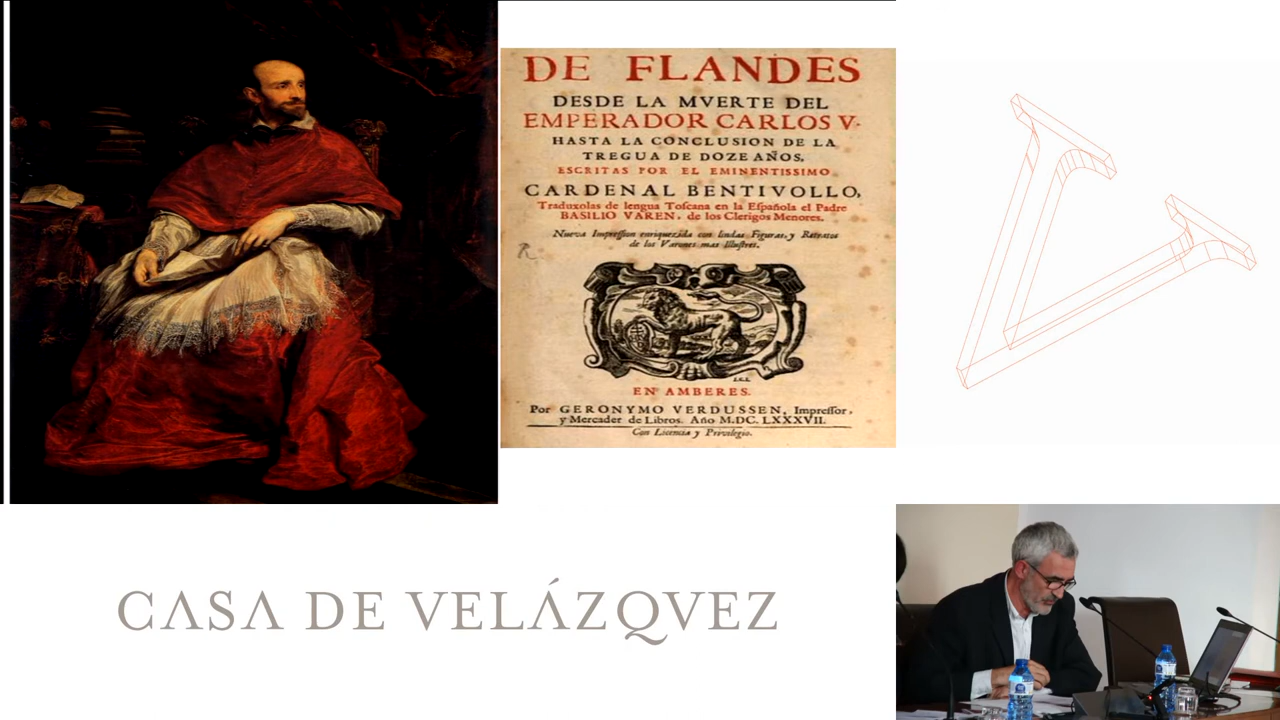 DE FLANDES
DESDE LA MVERTE DEL
EMPERADOR CARLOS V.
HASTA LA CONCLUSION DE LA
TREGUA DE DOZE AÑOS,
ESCRITAS POR EL EMINENTISSIMO
CARDENAL BENTIVOLLO,
Traduxolas de lengua Toscana en la Española el Padre
BASILIO VAREN, de los Clerigos Menores.
Nueva Impression enriquezida con lindas Figuras, y Retratos
de los Varones mas Illustres.
EN AMBERES.
Por GERONYMO VERDUSSEN, Impressor,
y Mercader de Libros. Año M.DC. LXXXVII.
Con Licencia y Privilegio.
CASA DE VELÁZQVEZ